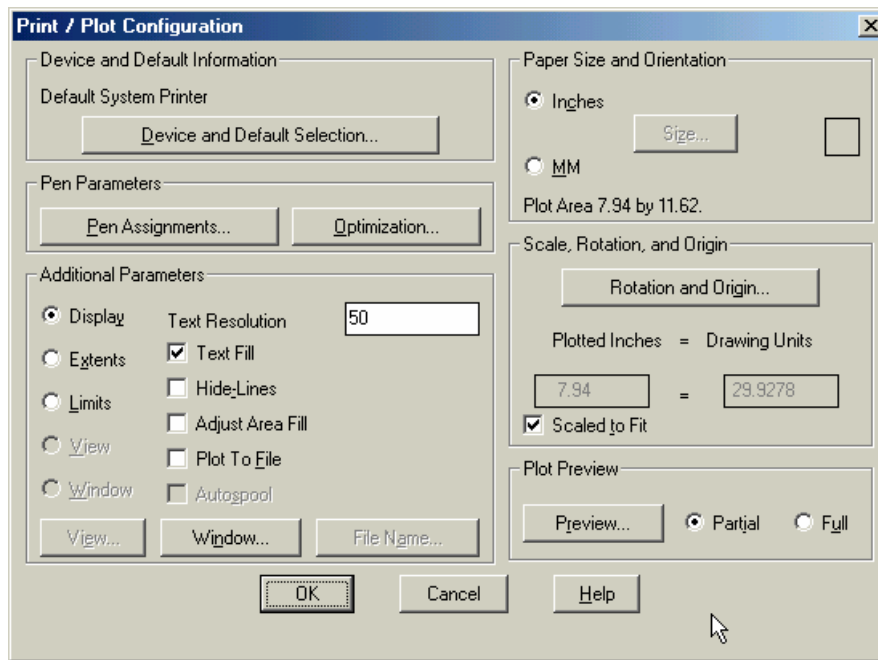 Print / Plot Configuration
Device and Default Information
Default System Printer
Device and Default Selection...
Pen Parameters
Pen Assignments...
Optimization...
Additional Parameters
Display
Extents
Limits
View
Window
Text Resolution
50
Text Fill
Hide-Lines
Adjust Area Fill
Plot To File
Autospool
View...
Window...
File Name...
Paper Size and Orientation
Inches
Size...
MM
Plot Area 7.94 by 11.62.
Scale, Rotation, and Origin
Rotation and Origin...
Plotted Inches = Drawing Units
7.94 = 29.9278
Scaled to Fit
Plot Preview
Preview...
Partial
Full
OK
Cancel
Help